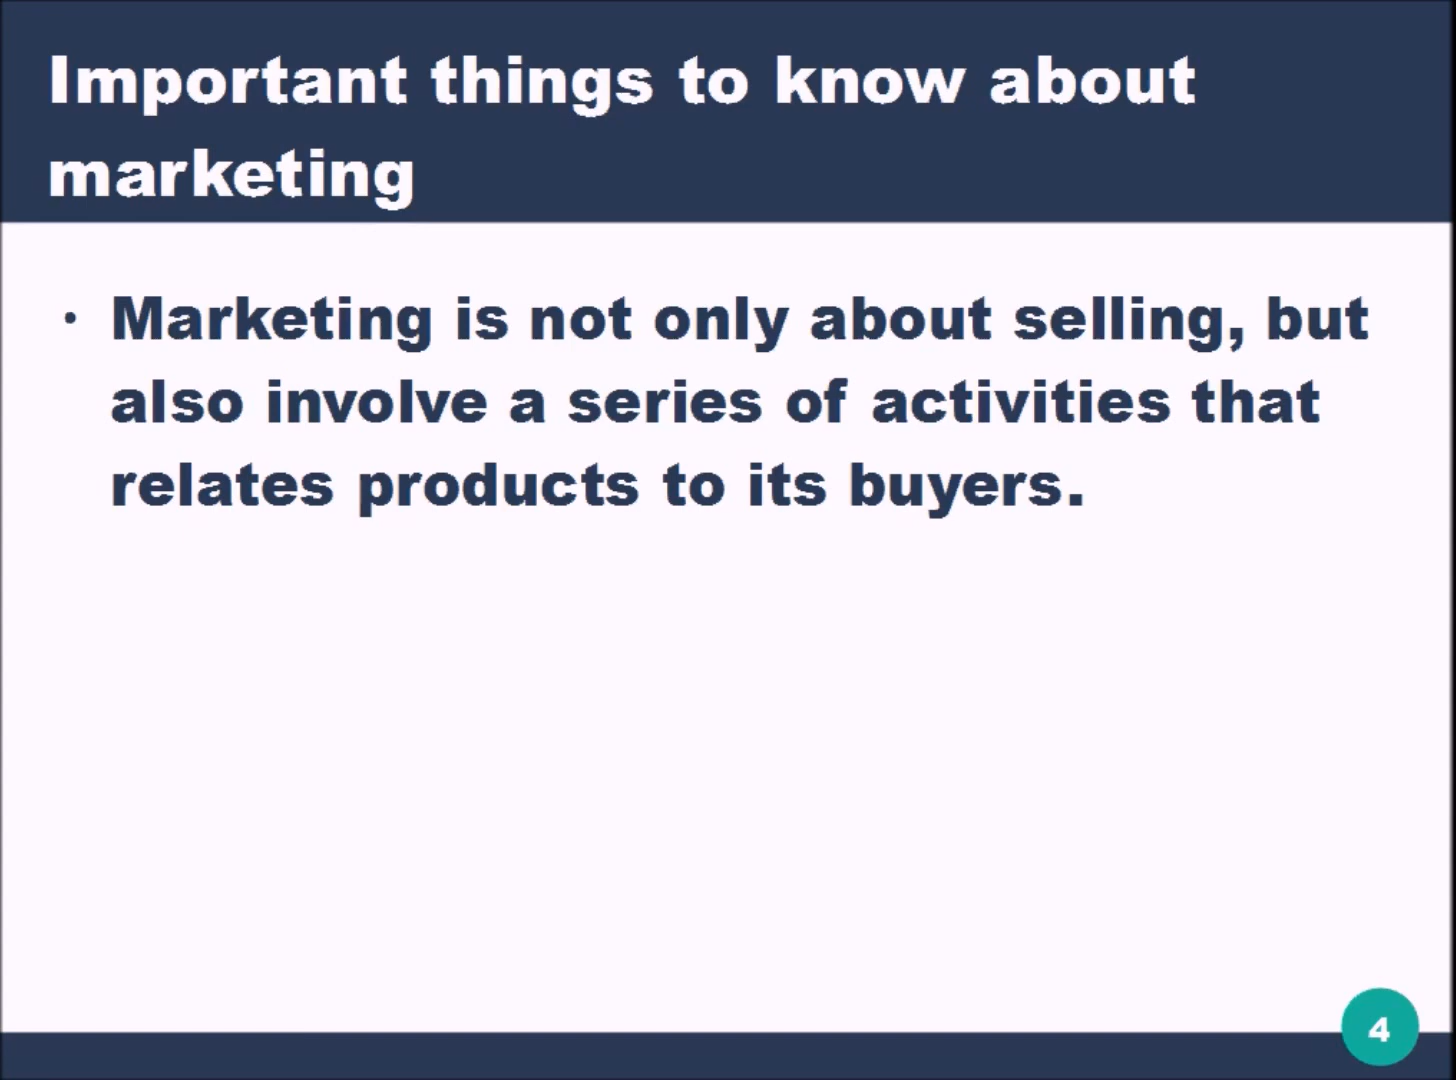 Important things to know about
marketing
• Marketing is not only about selling, but
also involve a series of activities that
relates products to its buyers.
4